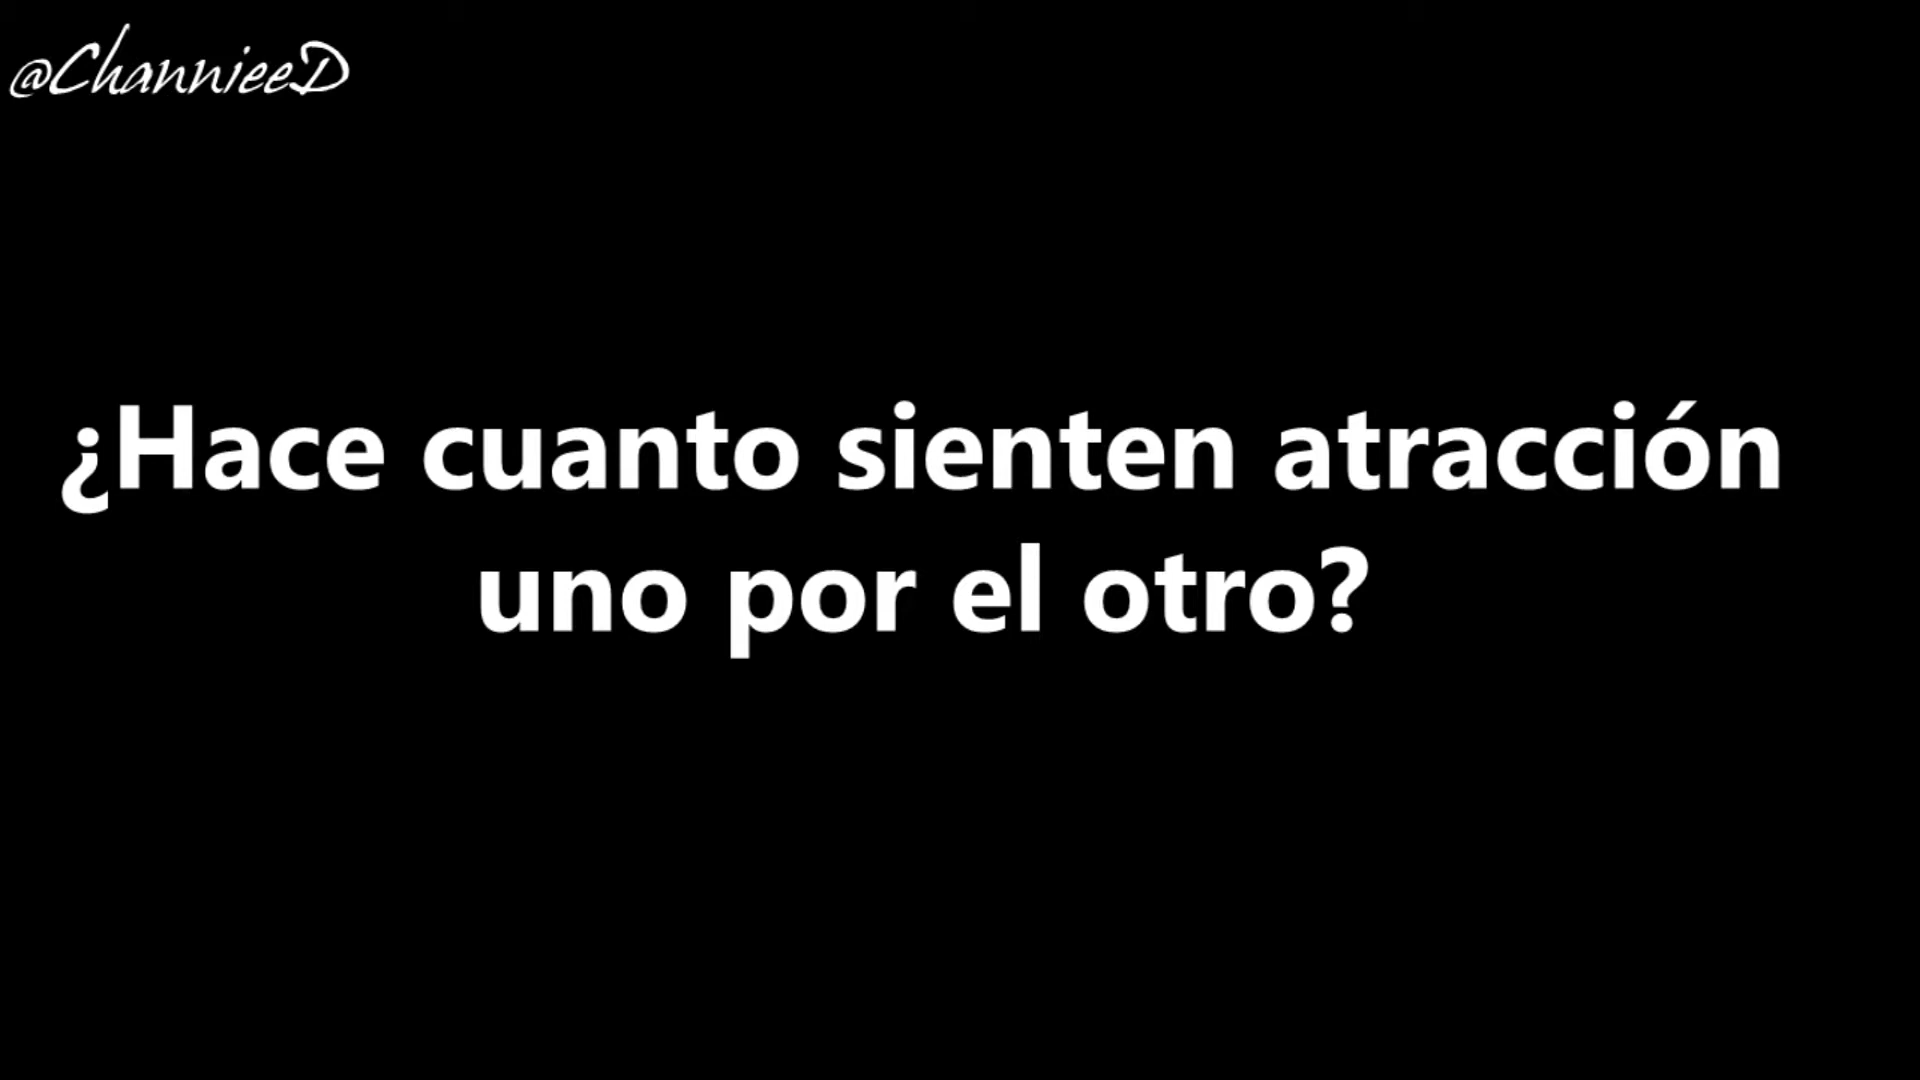 @ChannieeD
¿Hace cuanto sienten atracción
uno por el otro?